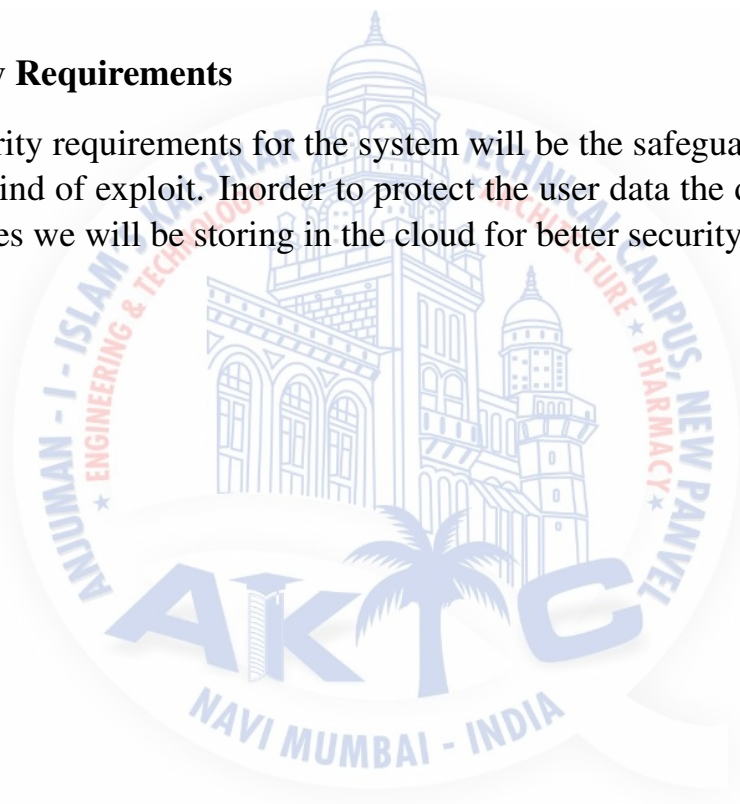 y Requirements
rity requirements for the system will be the safegua
ind of exploit. Inorder to protect the user data the
es we will be storing in the cloud for better security
ANJUMAN - I - ISLAM'S KALSEKAR TECHNICAL CAMPUS, NEW PANVEL
★ ENGINEERING & TECHNOLOGY ★ ARCHITECTURE ★ PHARMACY ★
AKTC
NAVI MUMBAI - INDIA